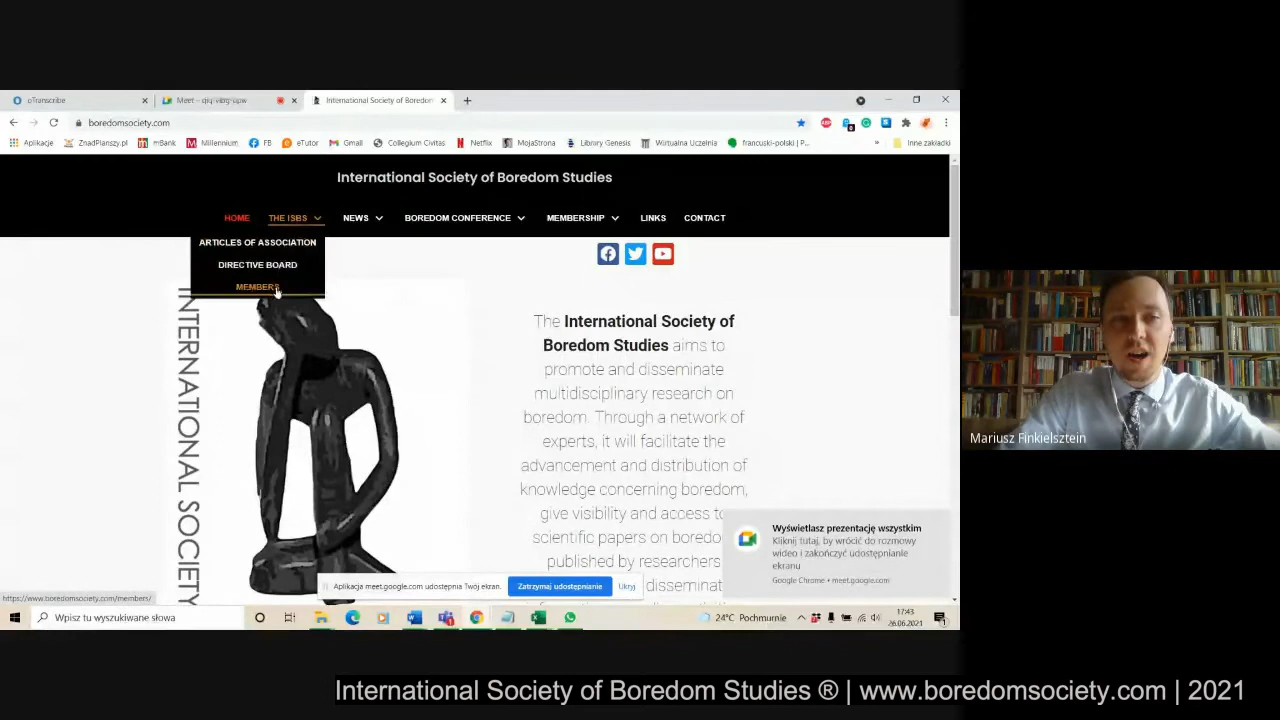 oTranscribe
Meet –
International Society of Boredom
boredomsociety.com
Aplikacje
ZnadPlanszy.pl
mBank
Millennium
FB
eTutor
Gmail
Collegium Civitas
Netflix
MojaStrona
Library Genesis
Wirtualna Uczelnia
francuski-polski | P...
»
Inne zakładki
International Society of Boredom Studies
HOME
THE ISBS
NEWS
BOREDOM CONFERENCE
MEMBERSHIP
LINKS
CONTACT
ARTICLES OF ASSOCIATION
DIRECTIVE BOARD
MEMBERS
INTERNATIONAL SOCIETY
The International Society of
Boredom Studies aims to
promote and disseminate
multidisciplinary research on
boredom. Through a network of
experts, it will facilitate the
advancement and distribution of
knowledge concerning boredom,
give visibility and access to
scientific papers on boredo
published by researchers
disseminat
Wyświetlasz prezentację wszystkim
Kliknij tutaj, by wrócić do rozmowy
wideo i zakończyć udostępnianie
ekranu
Google Chrome • meet.google.com
Aplikacja meet.google.com udostępnia Twój ekran.
Zatrzymaj udostępnianie
Ukryj
https://www.boredomsociety.com/members/
Wpisz tu wyszukiwane słowa
24°C Pochmurnie
17:43
26.06.2021
Mariusz Finkielsztein
International Society of Boredom Studies ® | www.boredomsociety.com | 2021